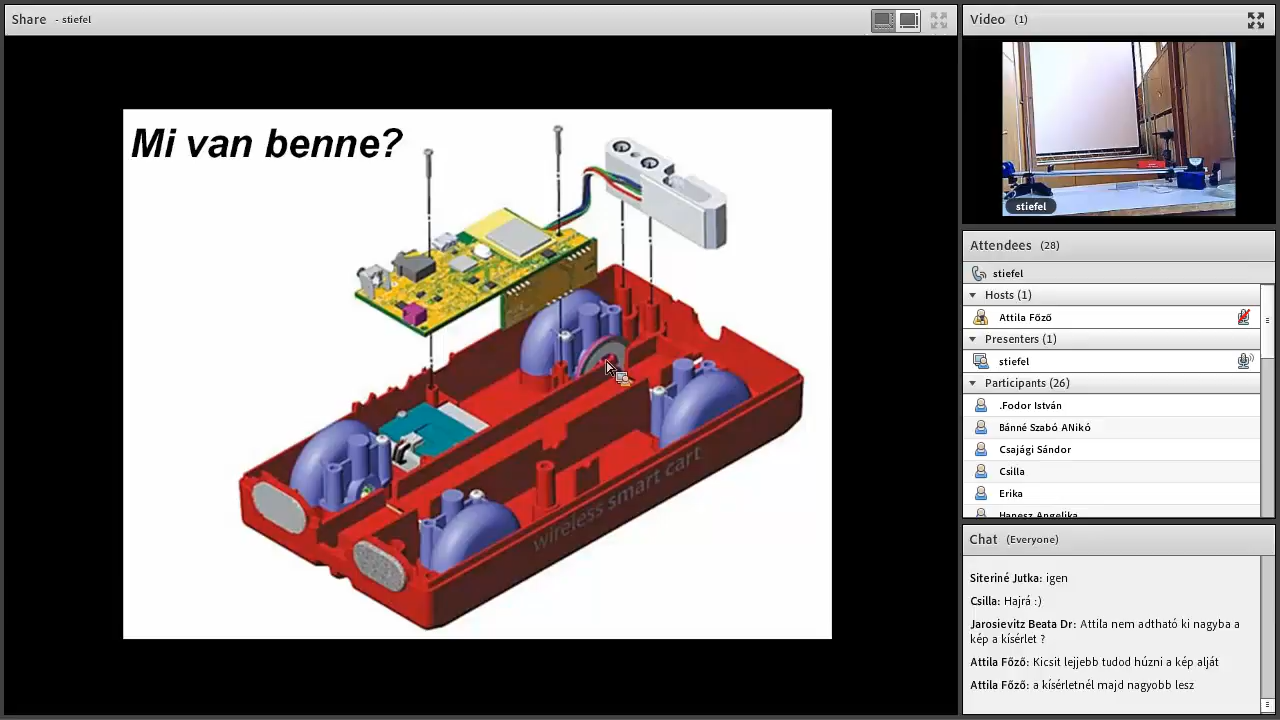 Share - stiefel
Mi van benne?
wireless smart cart
Video (1)
stiefel
Attendees (28)
stiefel
Hosts (1)
Attila Főző
Presenters (1)
stiefel
Participants (26)
.Fodor István
Bánné Szabó ANikó
Csajági Sándor
Csilla
Erika
Hanesz Angelika
Chat (Everyone)
Siteriné Jutka: igen
Csilla: Hajrá :)
Jarosievitz Beata Dr: Attila nem adtható ki nagyba a
kép a kísérlet ?
Attila Főző: Kicsit lejjebb tudod húzni a kép alját
Attila Főző: a kísérletnél majd nagyobb lesz